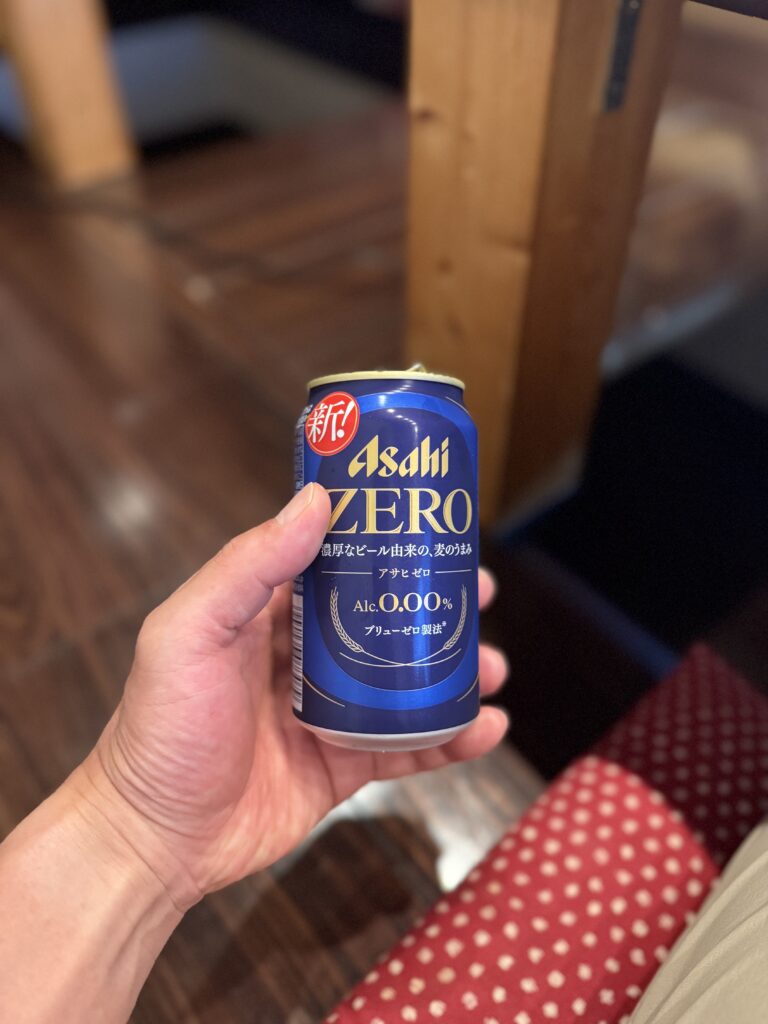 新!
Asahi
ZERO
濃厚なビール由来の、麦のうまみ
アサヒ ゼロ
Alc.0.00%
ブリューゼロ製法※